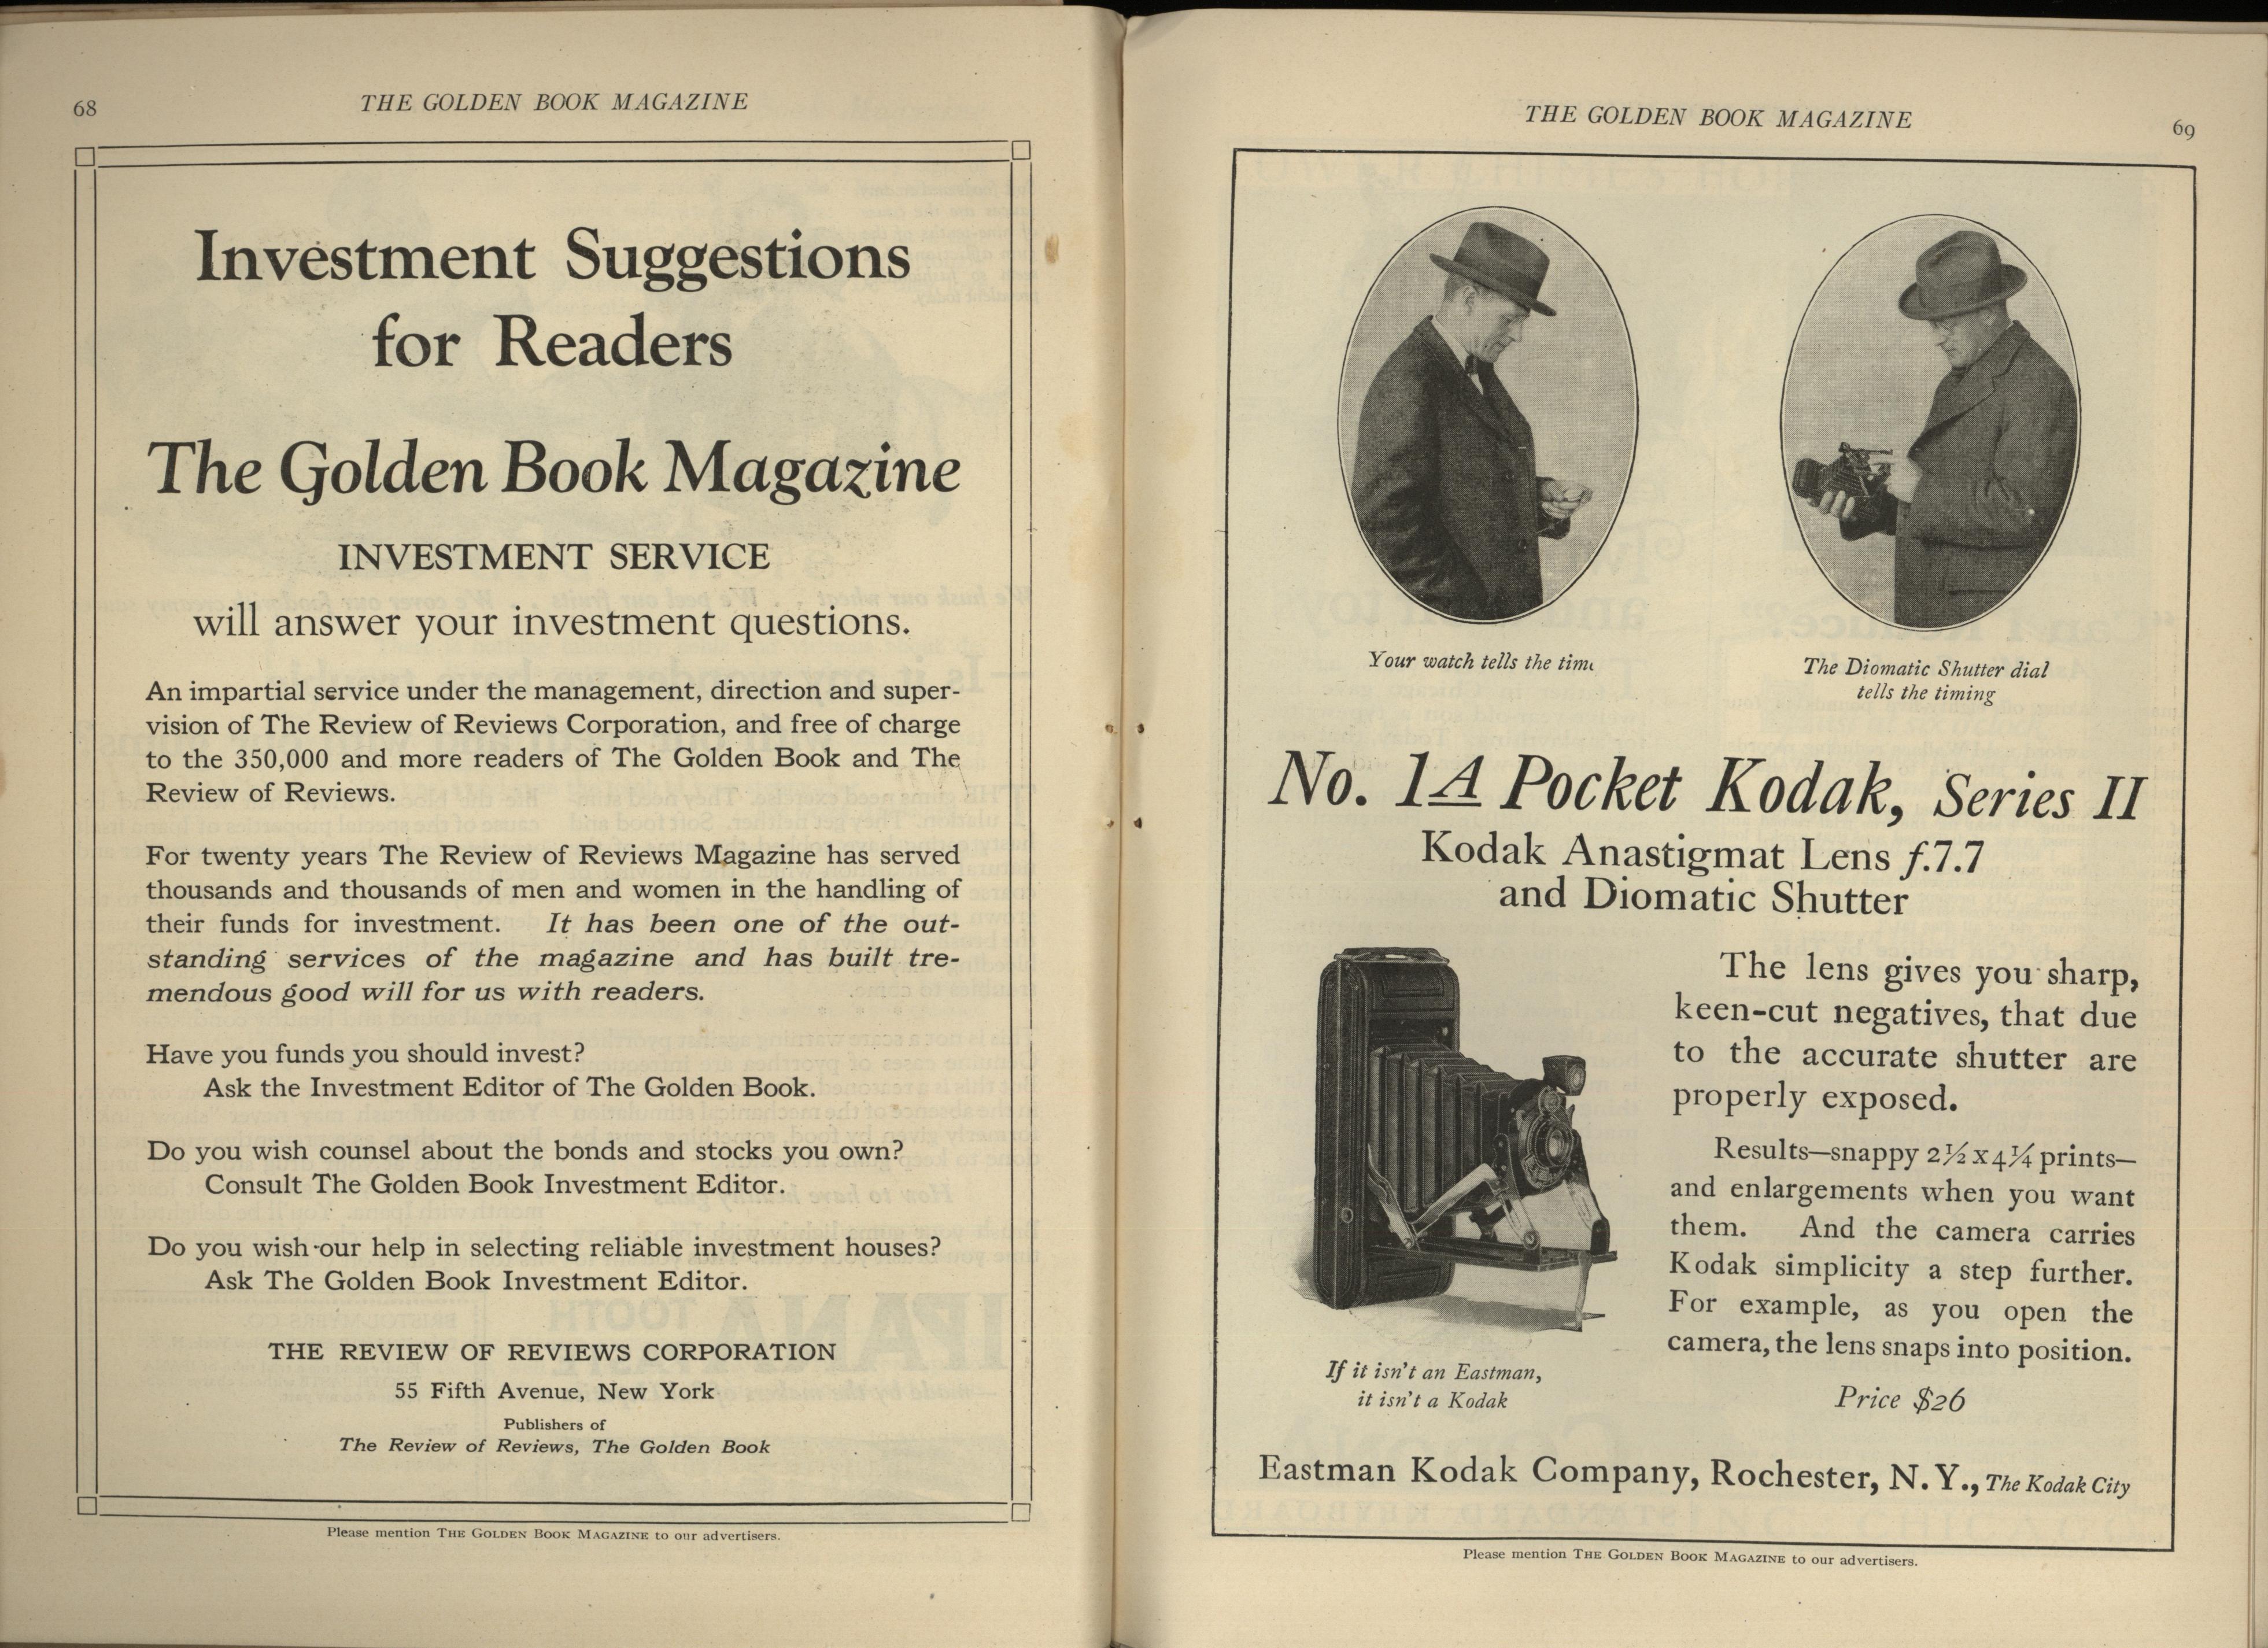 68
THE GOLDEN BOOK MAGAZINE
Investment Suggestions
for Readers
The Golden Book Magazine
INVESTMENT SERVICE
will answer your investment questions.
An impartial service under the management, direction and super-
vision of The Review of Reviews Corporation, and free of charge
to the 350,000 and more readers of The Golden Book and The
Review of Reviews.
For twenty years The Review of Reviews Magazine has served
thousands and thousands of men and women in the handling of
their funds for investment. It has been one of the out-
standing services of the magazine and has built tre-
mendous good will for us with readers.
Have you funds you should invest?
Ask the Investment Editor of The Golden Book.
Do you wish counsel about the bonds and stocks you own?
Consult The Golden Book Investment Editor.
Do you wish our help in selecting reliable investment houses?
Ask The Golden Book Investment Editor.
THE REVIEW OF REVIEWS CORPORATION
55 Fifth Avenue, New York
Publishers of
The Review of Reviews, The Golden Book
Please mention THE GOLDEN BOOK MAGAZINE to our advertisers.
THE GOLDEN BOOK MAGAZINE
69
Your watch tells the time
The Diomatic Shutter dial
tells the timing
No. 1A Pocket Kodak, Series II
Kodak Anastigmat Lens f.7.7
and Diomatic Shutter
The lens gives you sharp,
keen-cut negatives, that due
to the accurate shutter are
properly exposed.
Results—snappy 2½ x 4¼ prints—
and enlargements when you want
them. And the camera carries
Kodak simplicity a step further.
For example, as you open the
camera, the lens snaps into position.
Price $26
If it isn't an Eastman,
it isn't a Kodak
Eastman Kodak Company, Rochester, N. Y., The Kodak City
Please mention THE GOLDEN BOOK MAGAZINE to our advertisers.